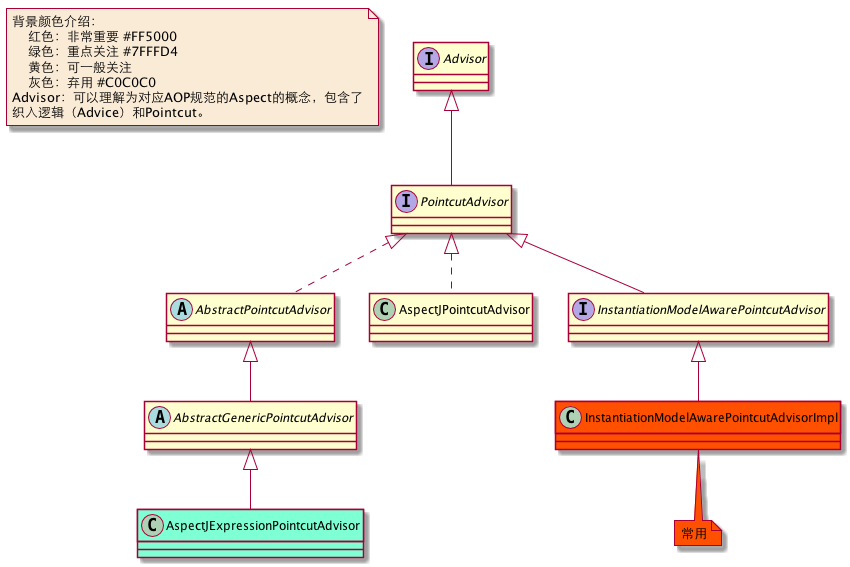 背景颜色介绍：
红色：非常重要 #FF5000
绿色：重点关注 #7FFFD4
黄色：可一般关注
灰色：弃用 #C0C0C0
Advisor：可以理解为对应AOP规范的Aspect的概念，包含了
织入逻辑（Advice）和Pointcut。
I Advisor
I PointcutAdvisor
A AbstractPointcutAdvisor
C AspectJPointcutAdvisor
I InstantiationModelAwarePointcutAdvisor
A AbstractGenericPointcutAdvisor
C InstantiationModelAwarePointcutAdvisorImpl
C AspectJExpressionPointcutAdvisor
常用